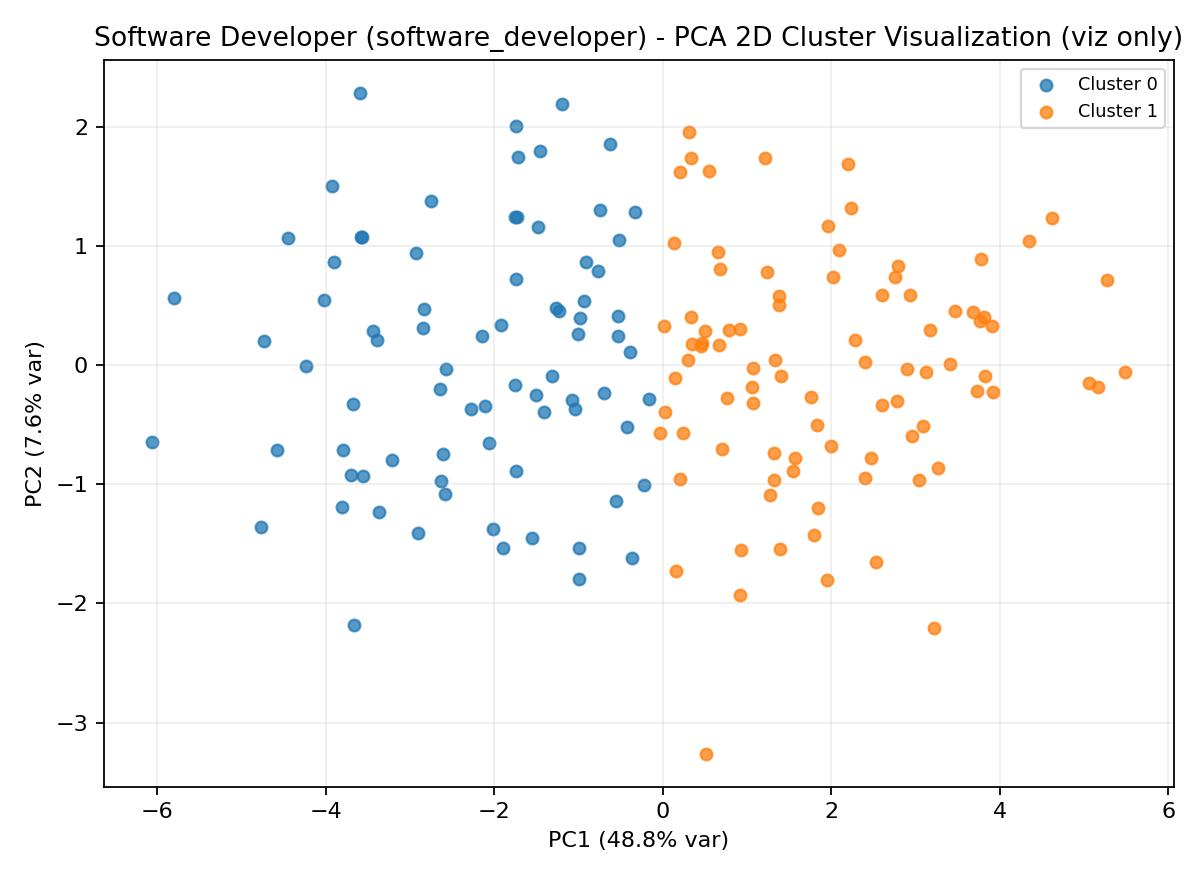 Software Developer (software_developer) - PCA 2D Cluster Visualization (viz only)
Cluster 0
Cluster 1
2
1
0
−1
−2
−3
PC2 (7.6% var)
−6
−4
−2
0
2
4
6
PC1 (48.8% var)